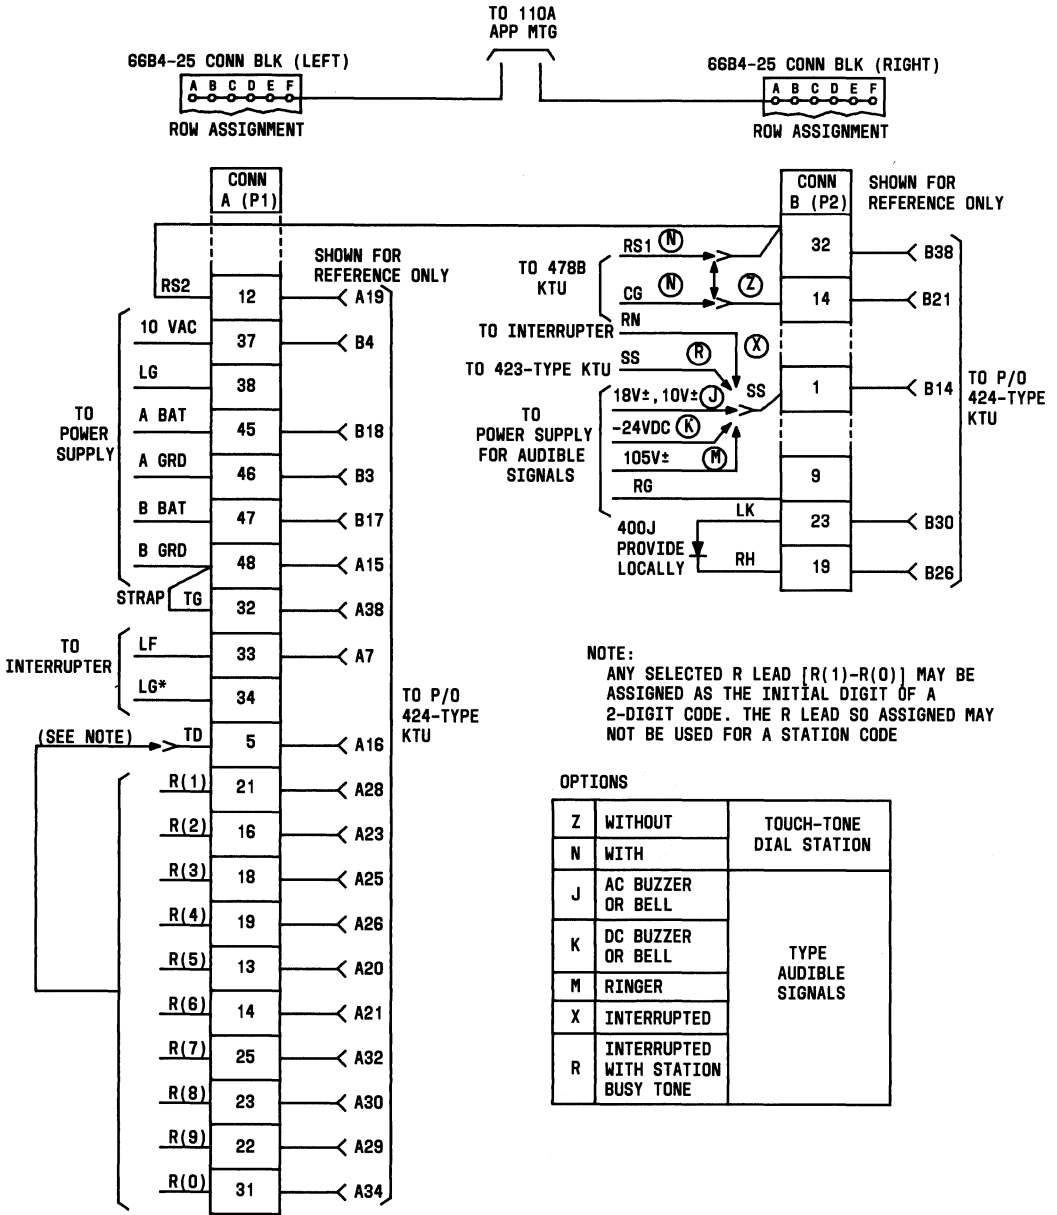 TO 110A
APP MTG
66B4-25 CONN BLK (LEFT)
A B C D E F
ROW ASSIGNMENT
66B4-25 CONN BLK (RIGHT)
A B C D E F
ROW ASSIGNMENT
CONN
A (P1)
SHOWN FOR
REFERENCE ONLY
RS2 12 A19
10 VAC 37 B4
LG 38
A BAT 45 B18
A GRD 46 B3
B BAT 47 B17
B GRD 48 A15
TO
POWER
SUPPLY
STRAP TG 32 A38
TO
INTERRUPTER
LF 33 A7
LG* 34
(SEE NOTE) TD 5 A16
R(1) 21 A28
R(2) 16 A23
R(3) 18 A25
R(4) 19 A26
R(5) 13 A20
R(6) 14 A21
R(7) 25 A32
R(8) 23 A30
R(9) 22 A29
R(0) 31 A34
TO P/O
424-TYPE
KTU
CONN
B (P2)
SHOWN FOR
REFERENCE ONLY
TO 478B
KTU
RS1 N 32 B38
CG N Z 14 B21
TO INTERRUPTER RN X
TO 423-TYPE KTU SS R
18V±, 10V± J SS 1 B14
-24VDC K
105V± M
RG 9
TO
POWER SUPPLY
FOR AUDIBLE
SIGNALS
LK 23 B30
400J
PROVIDE
LOCALLY
RH 19 B26
TO P/O
424-TYPE
KTU
NOTE:
ANY SELECTED R LEAD [R(1)-R(0)] MAY BE
ASSIGNED AS THE INITIAL DIGIT OF A
2-DIGIT CODE. THE R LEAD SO ASSIGNED MAY
NOT BE USED FOR A STATION CODE
OPTIONS
Z WITHOUT
N WITH
TOUCH-TONE
DIAL STATION
J AC BUZZER
OR BELL
K DC BUZZER
OR BELL
M RINGER
X INTERRUPTED
R INTERRUPTED
WITH STATION
BUSY TONE
TYPE
AUDIBLE
SIGNALS